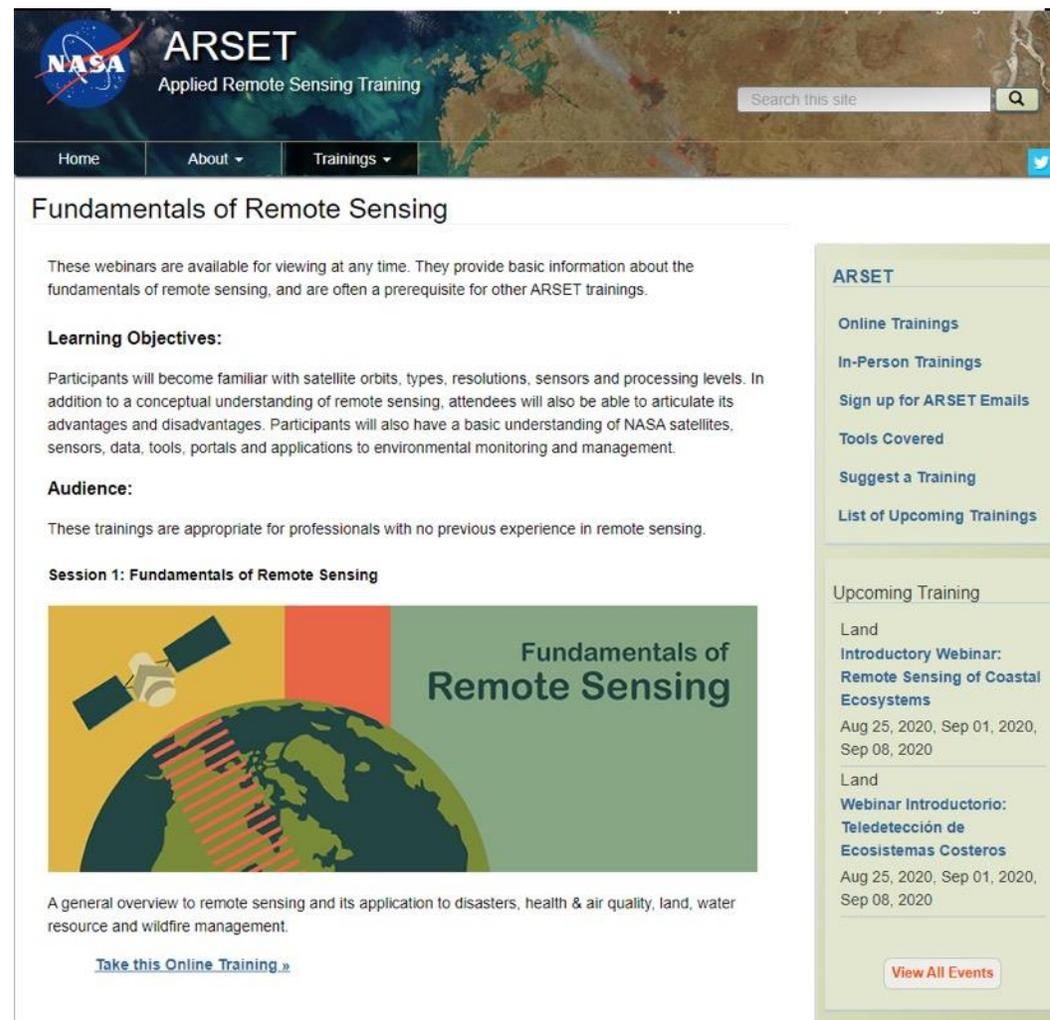 NASA
ARSET
Applied Remote Sensing Training
Search this site
Home
About
Trainings
Fundamentals of Remote Sensing
These webinars are available for viewing at any time. They provide basic information about the
fundamentals of remote sensing, and are often a prerequisite for other ARSET trainings.
Learning Objectives:
Participants will become familiar with satellite orbits, types, resolutions, sensors and processing levels. In
addition to a conceptual understanding of remote sensing, attendees will also be able to articulate its
advantages and disadvantages. Participants will also have a basic understanding of NASA satellites,
sensors, data, tools, portals and applications to environmental monitoring and management.
Audience:
These trainings are appropriate for professionals with no previous experience in remote sensing.
Session 1: Fundamentals of Remote Sensing
Fundamentals of
Remote Sensing
A general overview to remote sensing and its application to disasters, health & air quality, land, water
resource and wildfire management.
Take this Online Training »
ARSET
Online Trainings
In-Person Trainings
Sign up for ARSET Emails
Tools Covered
Suggest a Training
List of Upcoming Trainings
Upcoming Training
Land
Introductory Webinar:
Remote Sensing of Coastal
Ecosystems
Aug 25, 2020, Sep 01, 2020,
Sep 08, 2020
Land
Webinar Introductorio:
Teledetección de
Ecosistemas Costeros
Aug 25, 2020, Sep 01, 2020,
Sep 08, 2020
View All Events